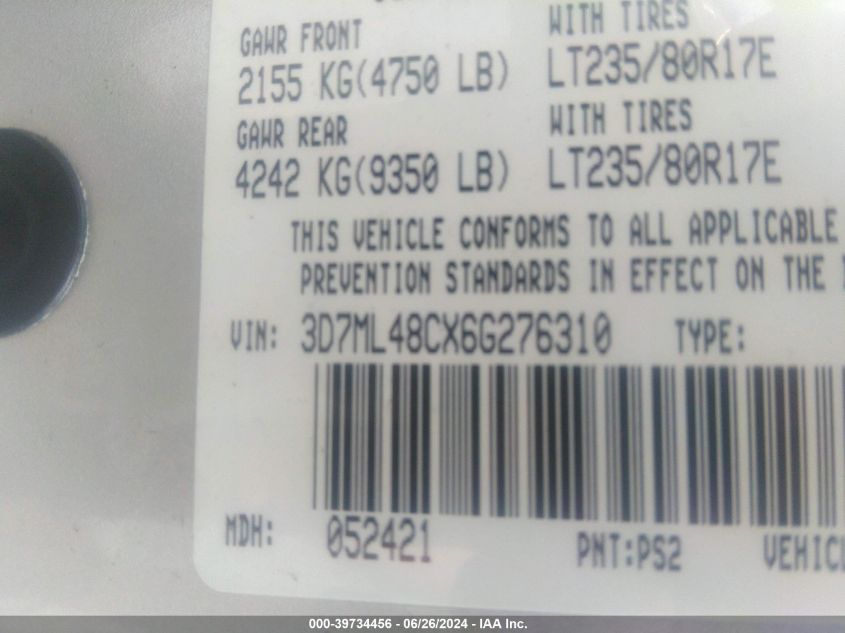 GAWR FRONT
WITH TIRES
2155 KG(4750 LB)
LT235/80R17E
GAWR REAR
WITH TIRES
4242 KG(9350 LB)
LT235/80R17E
THIS VEHICLE CONFORMS TO ALL APPLICABLE
PREVENTION STANDARDS IN EFFECT ON THE
VIN: 3D7ML48CX6G276310 TYPE:
MDH: 052421
PNT:PS2
VEHICL
000-39734456 - 06/26/2024 - IAA Inc.